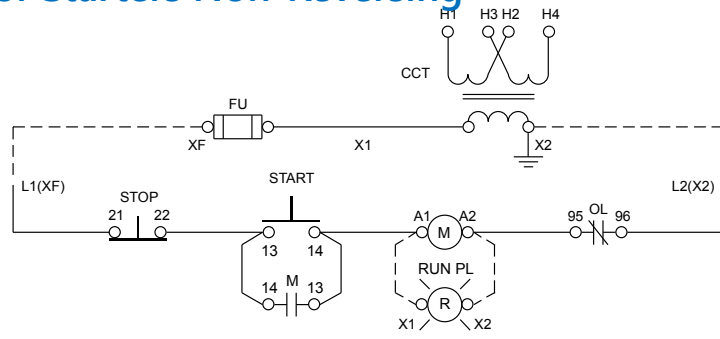 Starters Non-Reversing
H1 H3 H2 H4
CCT
FU
XF X1 X2
L1(XF) L2(X2)
STOP START OL
21 22 A1 M A2 95 96
13 14
14 M 13 RUN PL
R
X1 X2